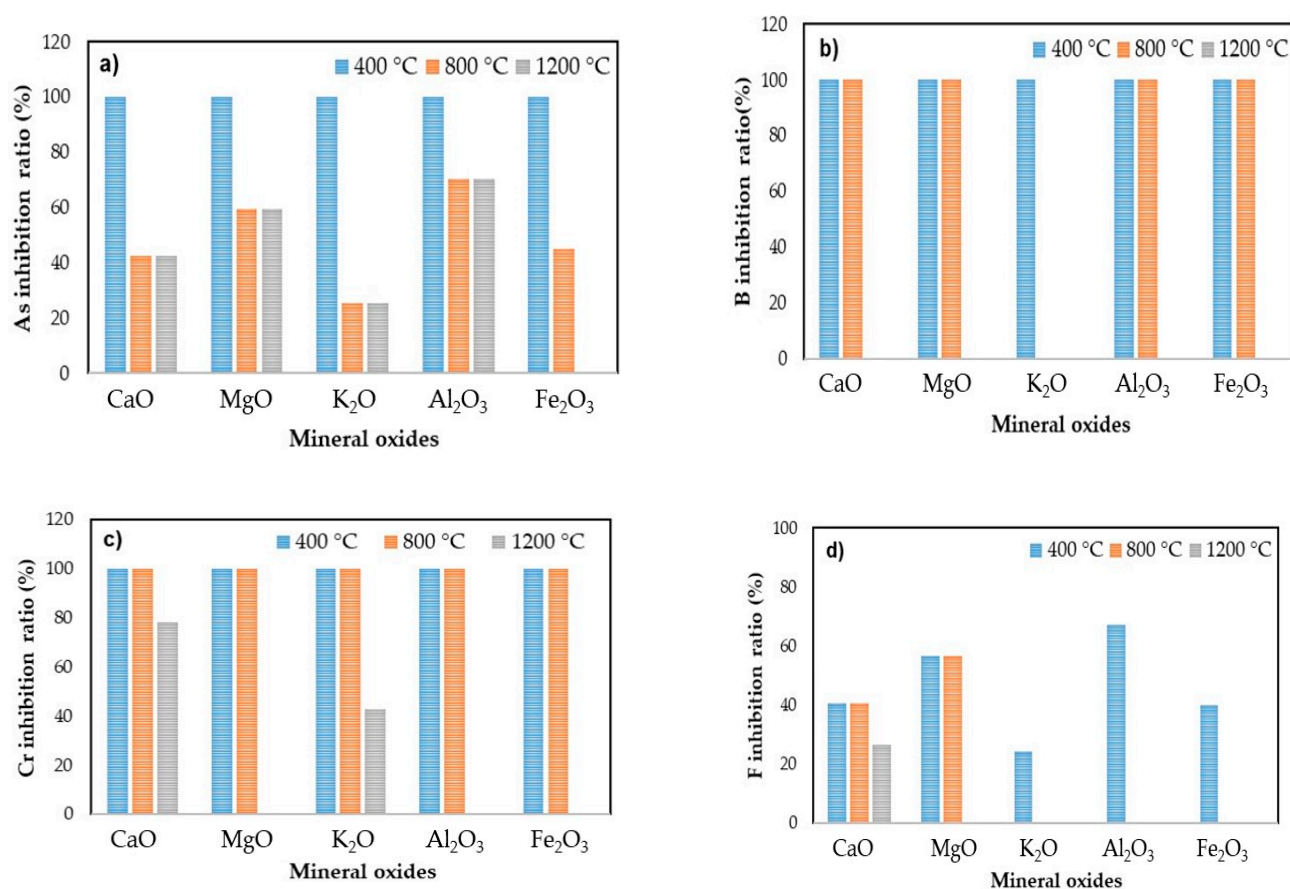 a)
400 °C 800 °C 1200 °C
As inhibition ratio (%)
120
100
80
60
40
20
0
CaO MgO K₂O Al₂O₃ Fe₂O₃
Mineral oxides
b)
400 °C 800 °C 1200 °C
B inhibition ratio(%)
120
100
80
60
40
20
0
CaO MgO K₂O Al₂O₃ Fe₂O₃
Mineral oxides
c)
400 °C 800 °C 1200 °C
Cr inhibition ratio (%)
120
100
80
60
40
20
0
CaO MgO K₂O Al₂O₃ Fe₂O₃
Mineral oxides
d)
400 °C 800 °C 1200 °C
F inhibition ratio (%)
100
80
60
40
20
0
CaO MgO K₂O Al₂O₃ Fe₂O₃
Mineral oxides